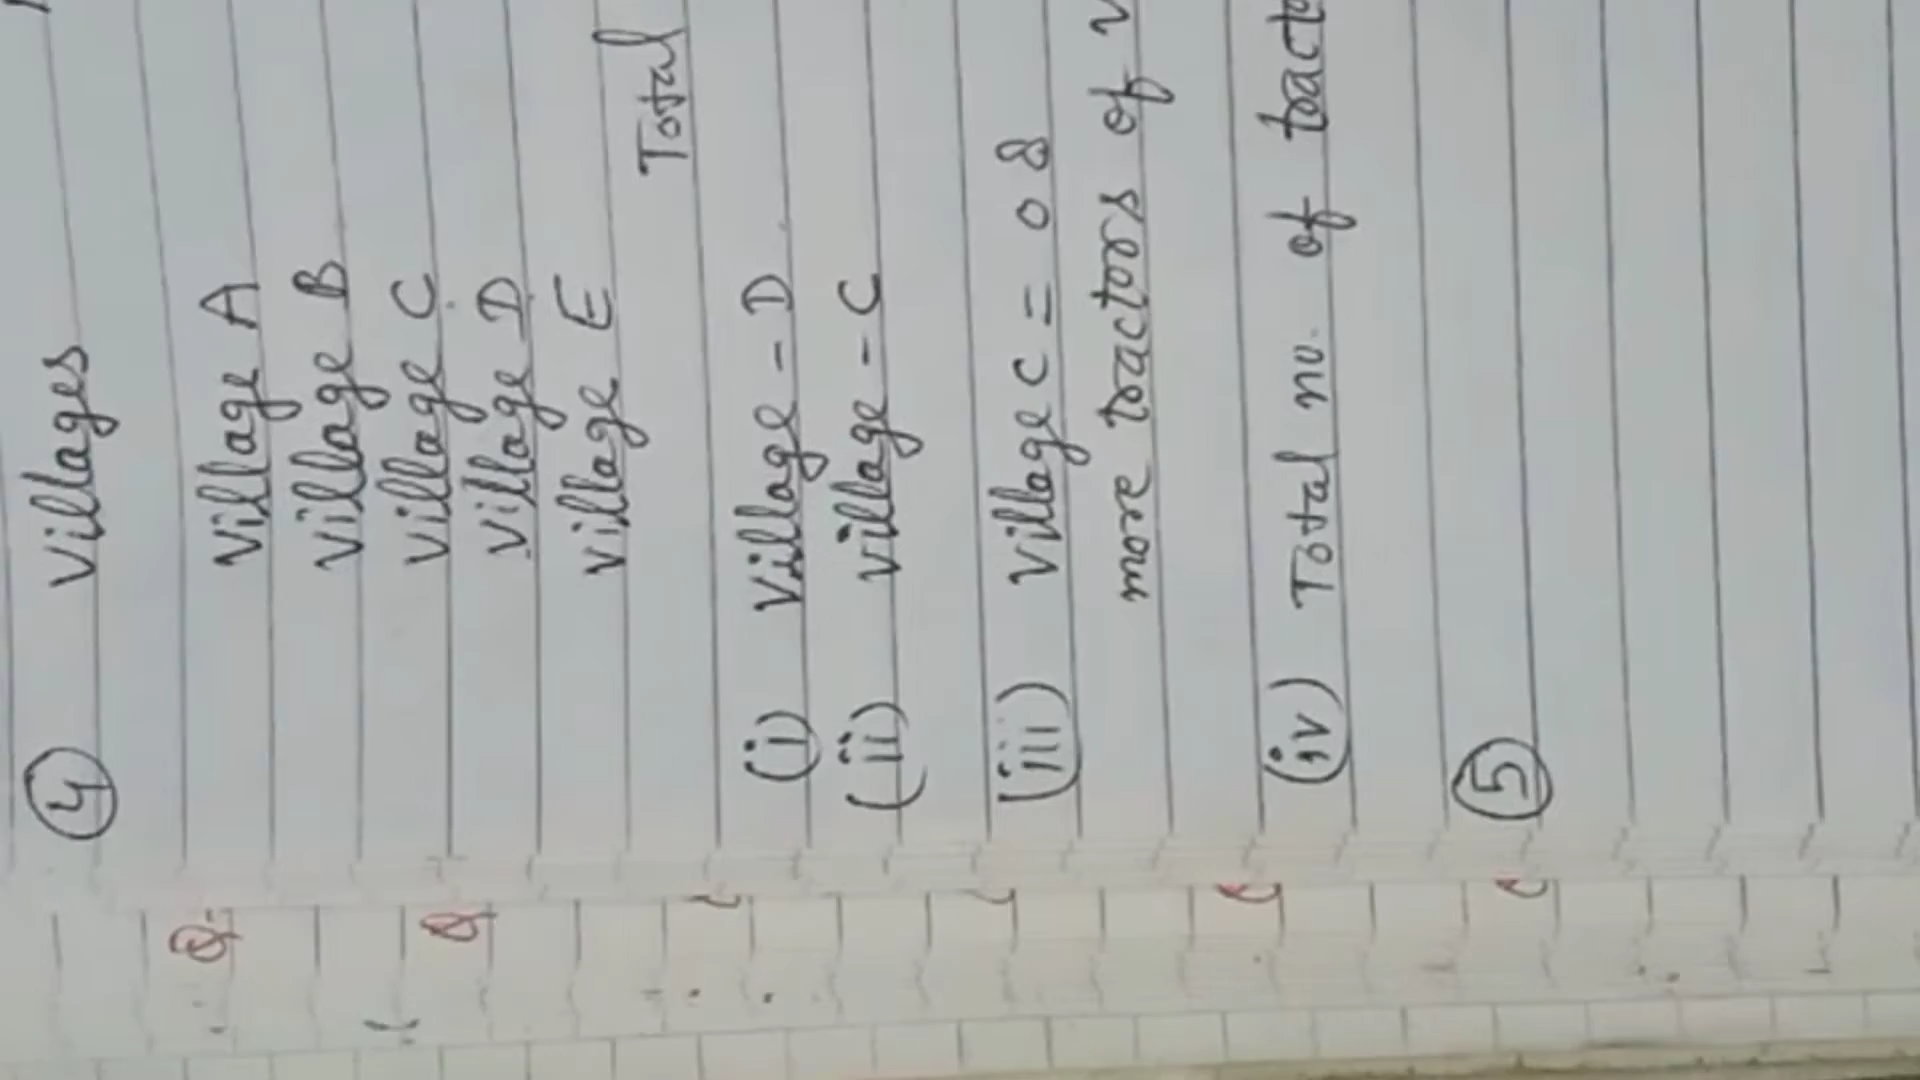 ④ Villages
Village A
Village B
Village C
Village D
Village E
Total
(i) Village - D
(ii) Village - C
(iii) Village C = 08
more tractors of
(iv) Total no. of
⑤